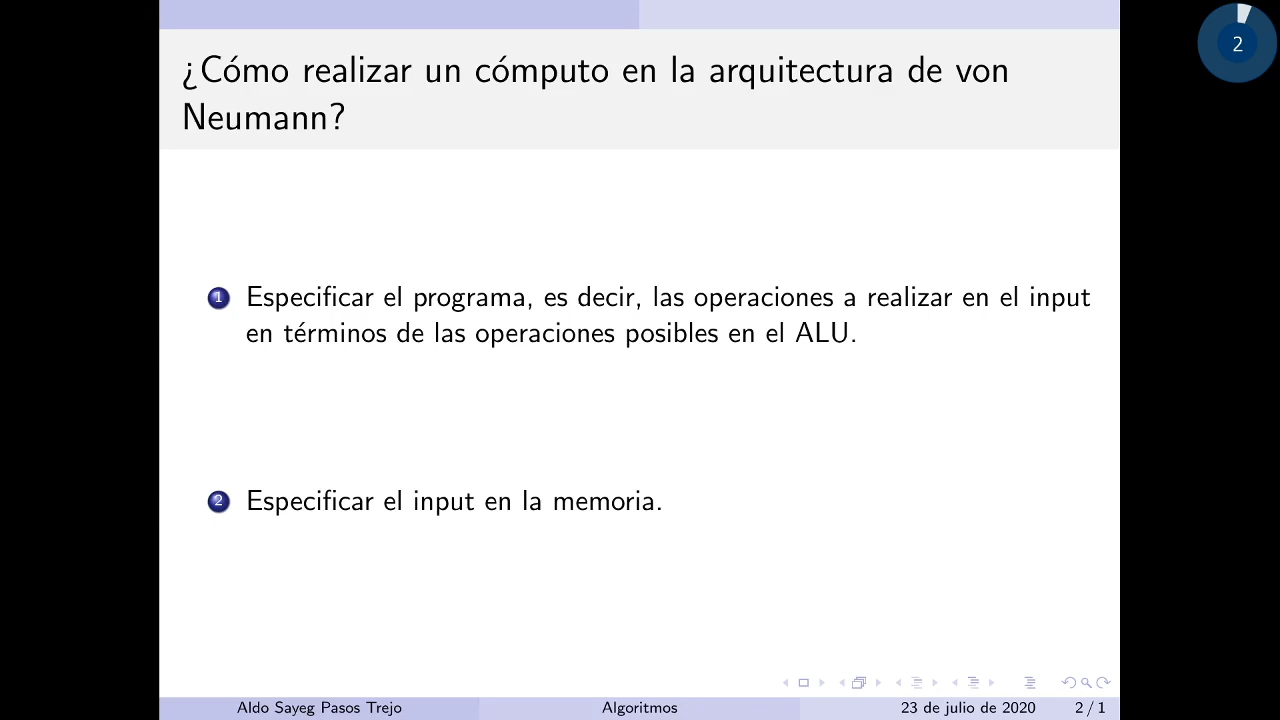 2
¿Cómo realizar un cómputo en la arquitectura de von
Neumann?
1 Especificar el programa, es decir, las operaciones a realizar en el input
en términos de las operaciones posibles en el ALU.
2 Especificar el input en la memoria.
Aldo Sayeg Pasos Trejo Algoritmos 23 de julio de 2020 2 / 1